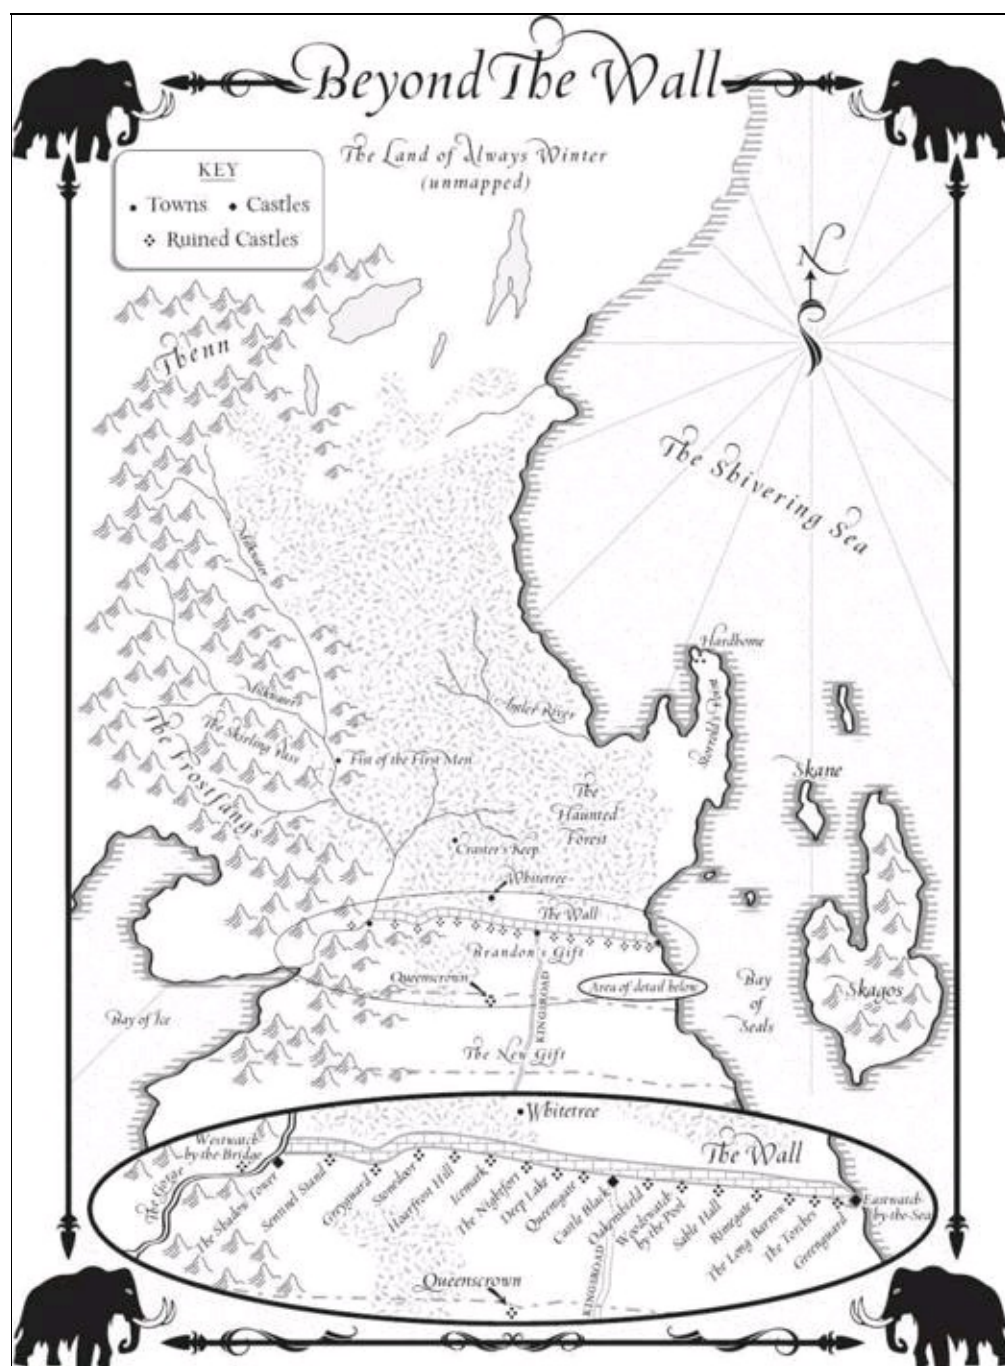 Beyond The Wall
The Land of Always Winter
(unmapped)
KEY
Towns
Castles
Ruined Castles
N
Thenn
The Shivering Sea
Milkwater
Hardhome
Storrold's Point
Antler River
Milkwater
The Skirling Pass
The Frostfangs
Fist of the First Men
Skane
The
Haunted
Forest
Craster's Keep
Whitetree
The Wall
Brandon's Gift
Queenscrown
Area of detail below
KINGSROAD
Bay
of
Seals
Skagos
Bay of Ice
The New Gift
Whitetree
The Wall
Westwatch
by-the-Bridge
The Gorge
The Shadow Tower
Sentinel Stand
Greyguard
Stonedoor
Hoarfrost Hill
Icemark
The Nightfort
Deep Lake
Queensgate
Castle Black
Oakenshield
Woodswatch
by the Pool
Sable Hall
Rimegate
The Long Barrow
The Torches
Greenguard
Eastwatch
by-the-Sea
Queenscrown
KINGSROAD